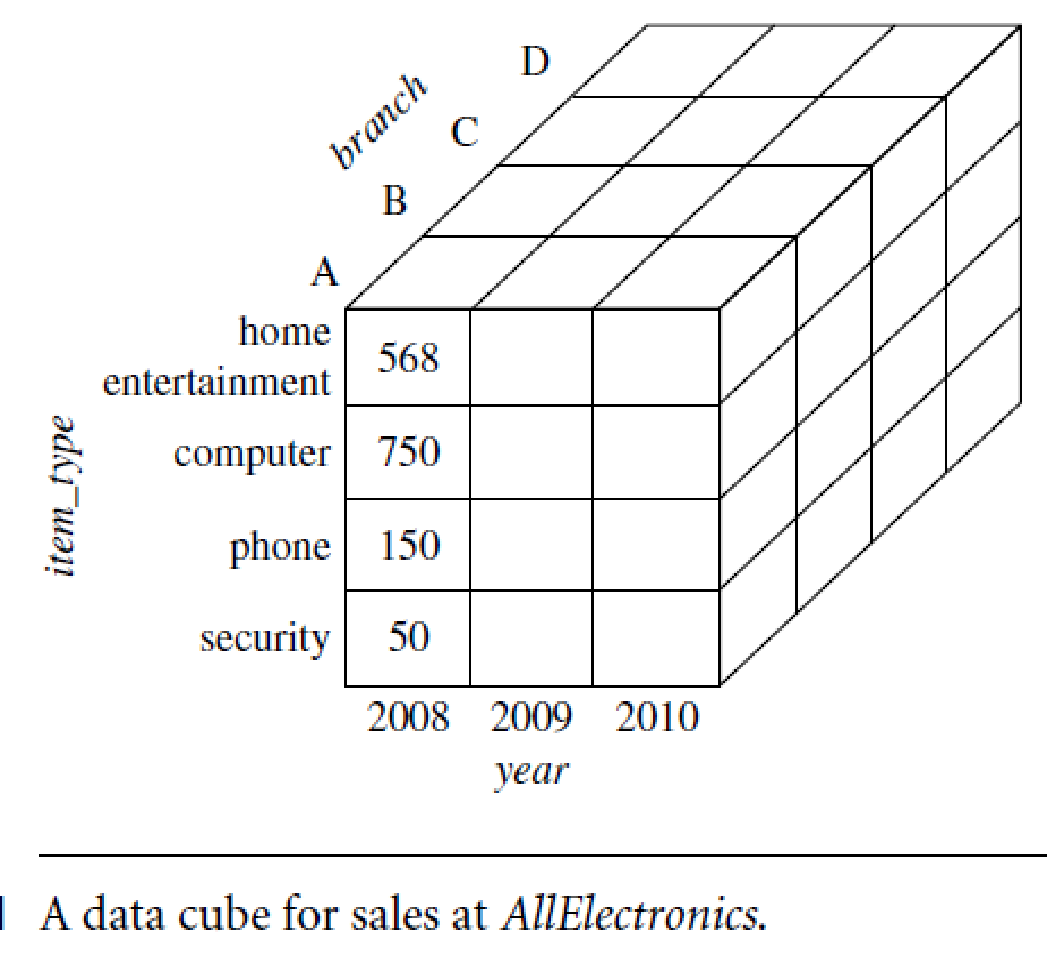 D
branch
C
B
A
home
entertainment
568
computer
750
item_type
phone
150
security
50
2008 2009 2010
year
A data cube for sales at AllElectronics.